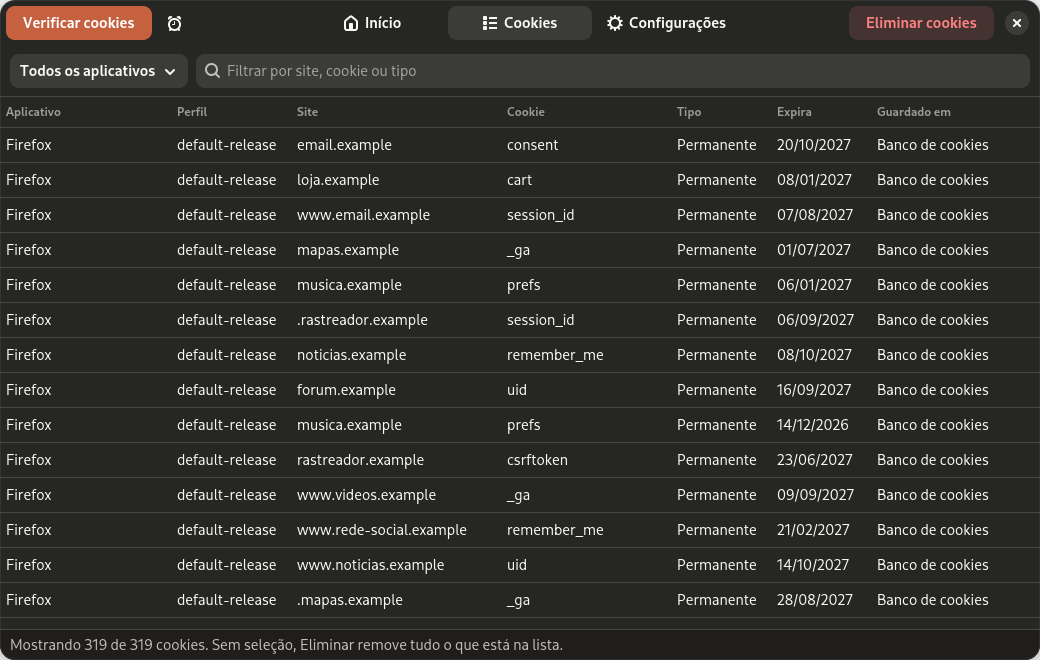 Verificar cookies Início Cookies Configurações Eliminar cookies
Todos os aplicativos Filtrar por site, cookie ou tipo
Aplicativo Perfil Site Cookie Tipo Expira Guardado em
Firefox default-release email.example consent Permanente 20/10/2027 Banco de cookies
Firefox default-release loja.example cart Permanente 08/01/2027 Banco de cookies
Firefox default-release www.email.example session_id Permanente 07/08/2027 Banco de cookies
Firefox default-release mapas.example _ga Permanente 01/07/2027 Banco de cookies
Firefox default-release musica.example prefs Permanente 06/01/2027 Banco de cookies
Firefox default-release .rastreador.example session_id Permanente 06/09/2027 Banco de cookies
Firefox default-release noticias.example remember_me Permanente 08/10/2027 Banco de cookies
Firefox default-release forum.example uid Permanente 16/09/2027 Banco de cookies
Firefox default-release musica.example prefs Permanente 14/12/2026 Banco de cookies
Firefox default-release rastreador.example csrftoken Permanente 23/06/2027 Banco de cookies
Firefox default-release www.videos.example _ga Permanente 09/09/2027 Banco de cookies
Firefox default-release www.rede-social.example remember_me Permanente 21/02/2027 Banco de cookies
Firefox default-release www.noticias.example uid Permanente 14/10/2027 Banco de cookies
Firefox default-release .mapas.example _ga Permanente 28/08/2027 Banco de cookies
Mostrando 319 de 319 cookies. Sem seleção, Eliminar remove tudo o que está na lista.